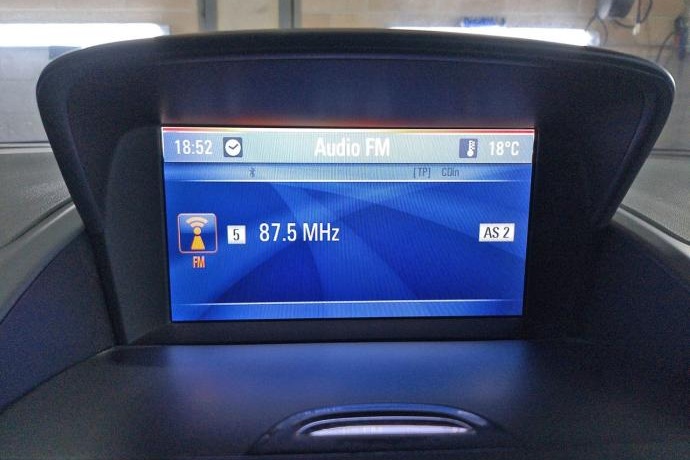 18:52 Audio FM 18°C
[TP] CDin
5 87.5 MHz AS 2
FM